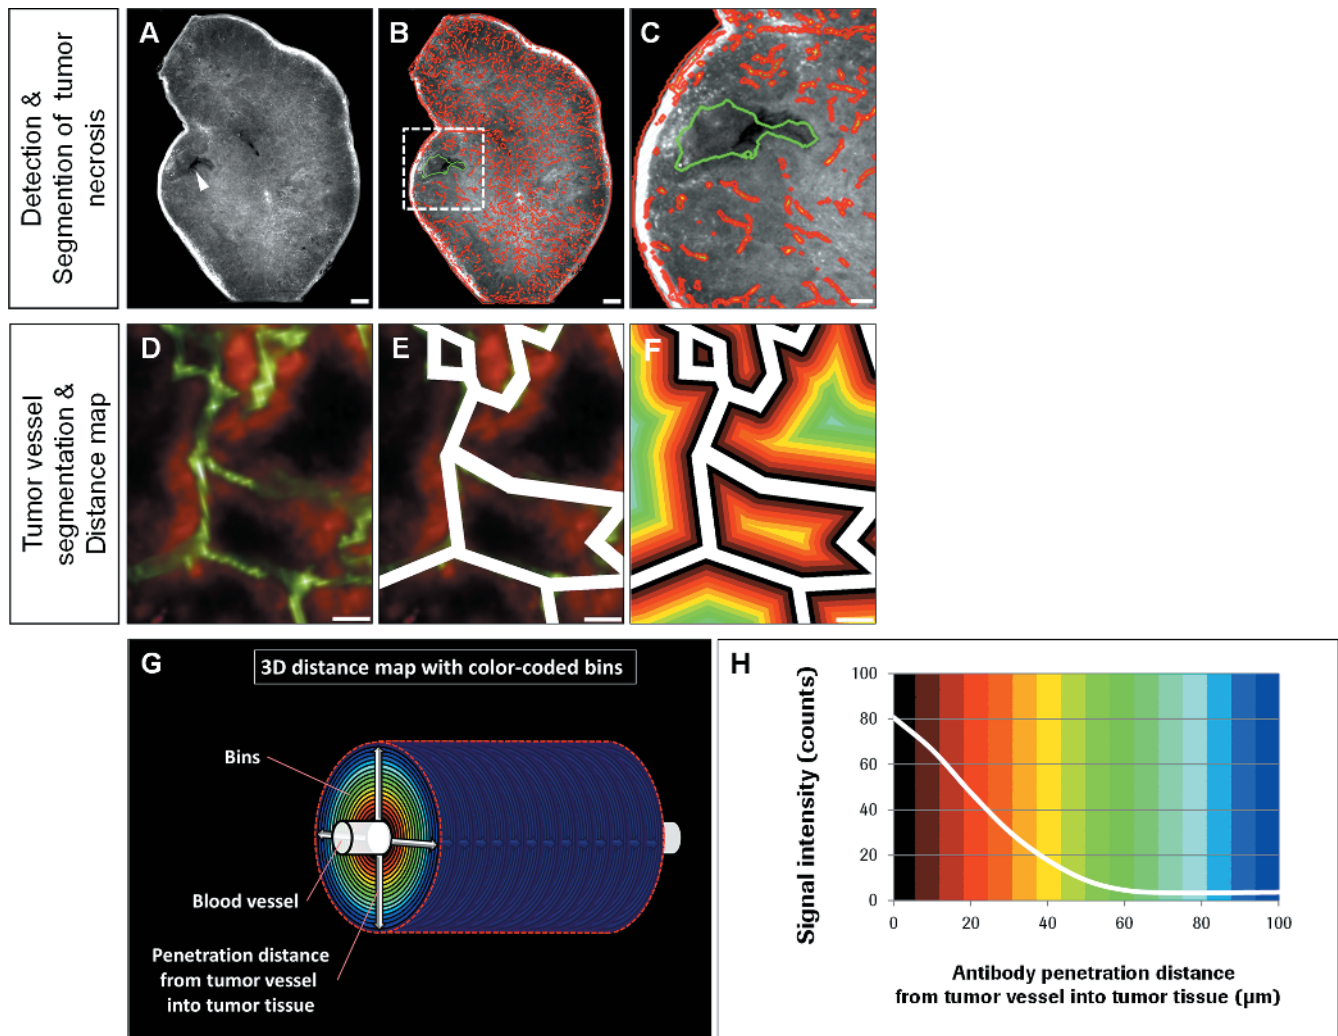 Detection &
Segmention of tumor
necrosis
A
B
C
Tumor vessel
segmentation &
Distance map
D
E
F
G
3D distance map with color-coded bins
Bins
Blood vessel
Penetration distance
from tumor vessel
into tumor tissue
H
Signal intensity (counts)
100
80
60
40
20
0
0 20 40 60 80 100
Antibody penetration distance
from tumor vessel into tumor tissue (µm)